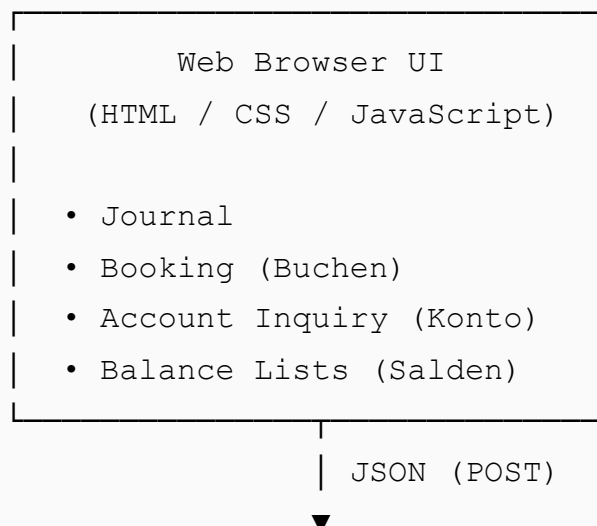 Web Browser UI
(HTML / CSS / JavaScript)
• Journal
• Booking (Buchen)
• Account Inquiry (Konto)
• Balance Lists (Salden)
JSON (POST)